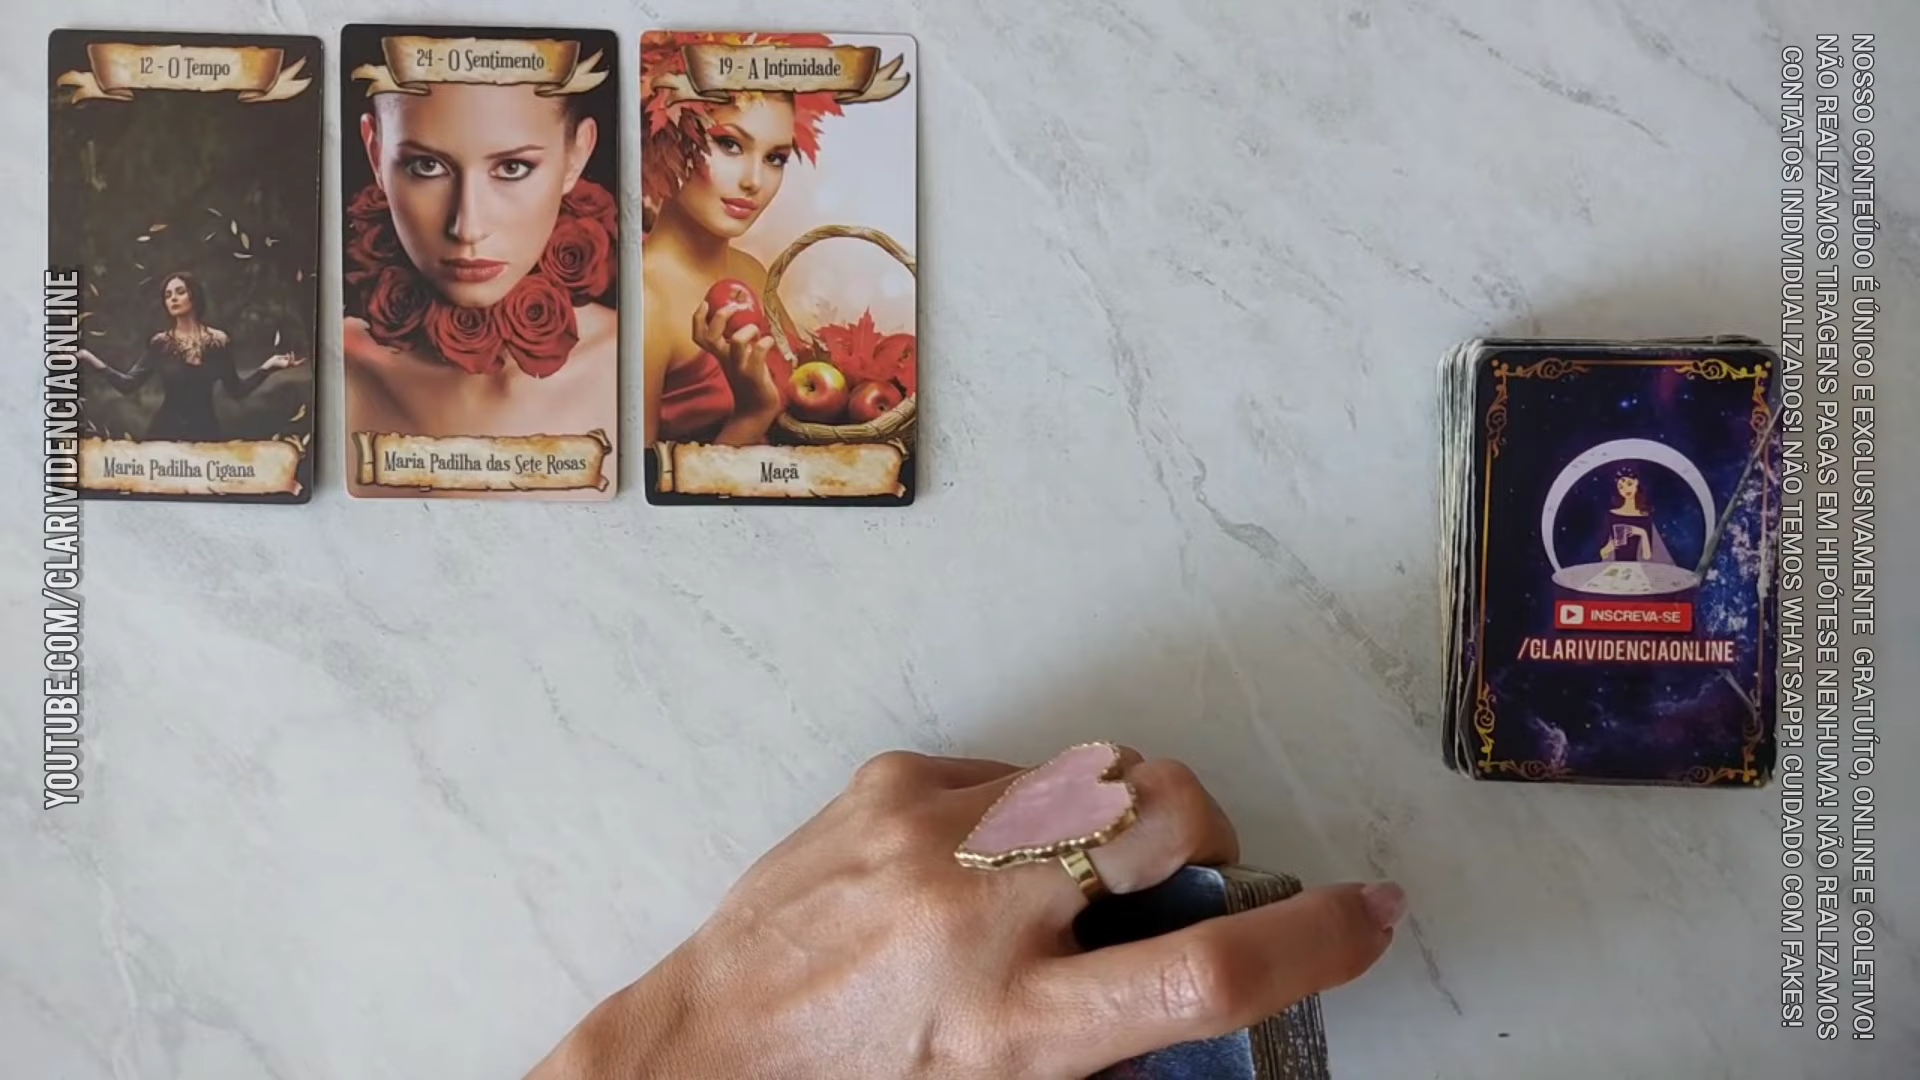 12 - O Tempo
Maria Padilha Cigana
24 - O Sentimento
Maria Padilha das Sete Rosas
19 - A Intimidade
Maçã
YOUTUBE.COM/CLARIVIDENCIAONLINE
INSCREVA-SE
/CLARIVIDENCIAONLINE
NOSSO CONTEÚDO É ÚNICO E EXCLUSIVAMENTE GRATUÍTO, ONLINE E COLETIVO!
NÃO REALIZAMOS TIRAGENS PAGAS EM HIPÓTESE NENHUMA! NÃO REALIZAMOS
CONTATOS INDIVIDUALIZADOS! NÃO TEMOS WHATSAPP! CUIDADO COM FAKES!